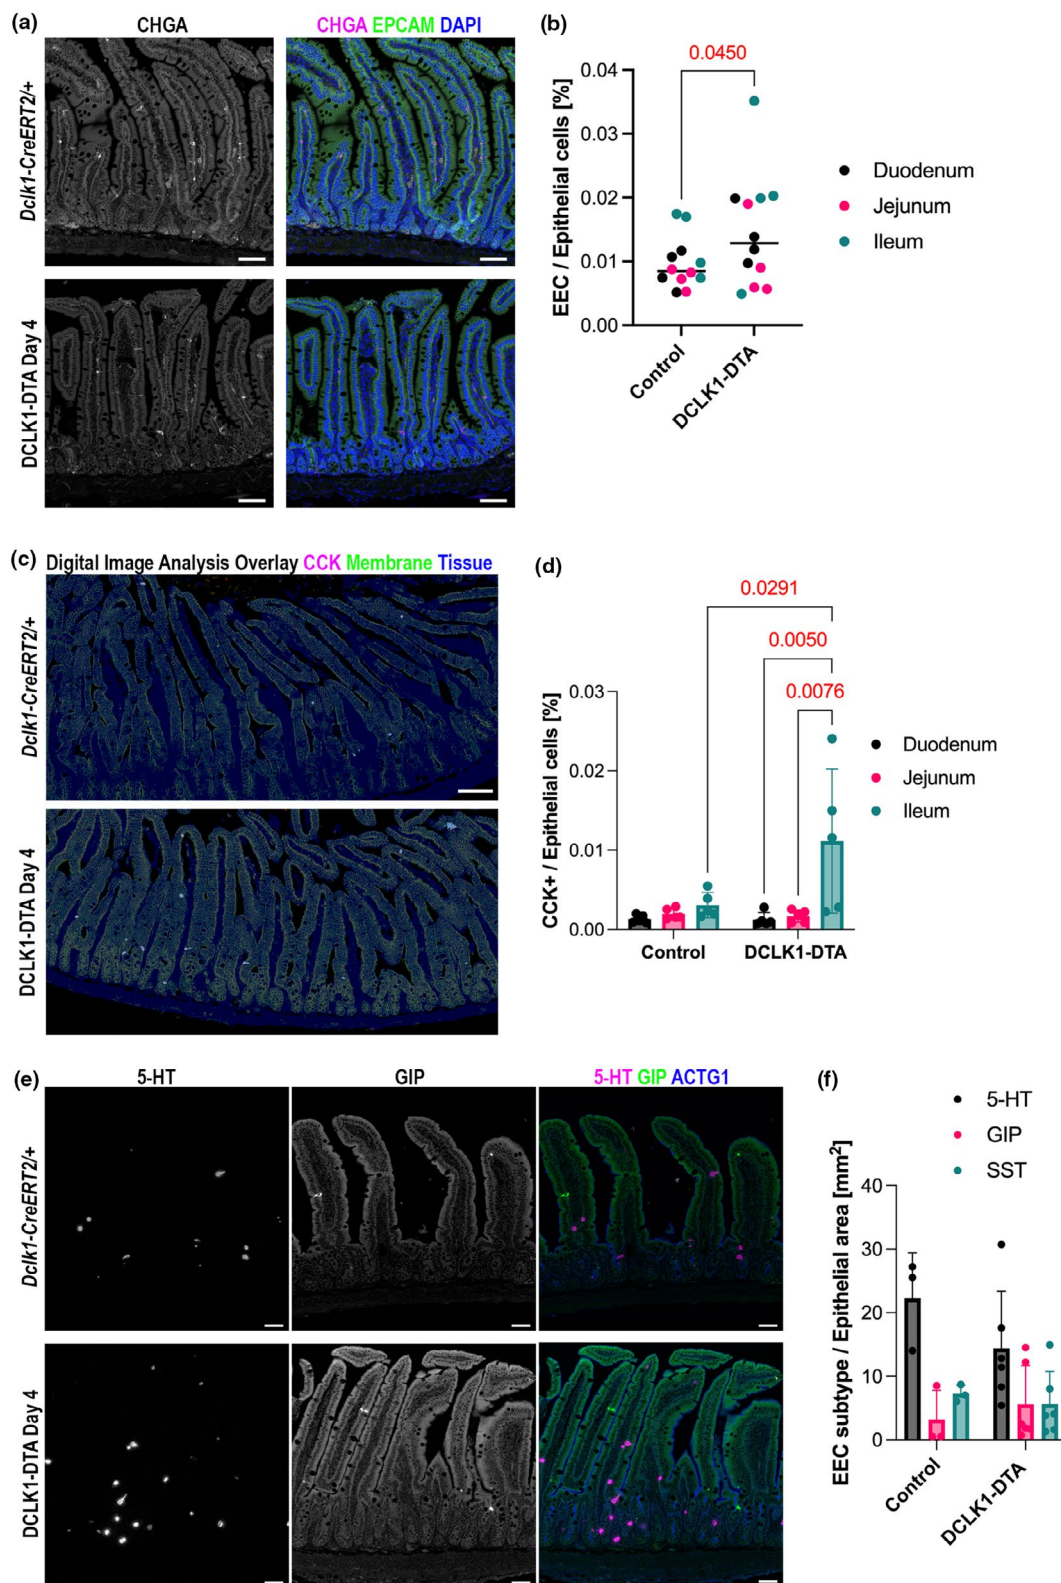 (a)
CHGA
CHGA EPCAM DAPI
Dclk1-CreERT2/+
DCLK1-DTA Day 4
(b)
0.0450
EEC / Epithelial cells [%]
0.04
0.03
0.02
0.01
0.00
Control
DCLK1-DTA
Duodenum
Jejunum
Ileum
(c)
Digital Image Analysis Overlay CCK Membrane Tissue
Dclk1-CreERT2/+
DCLK1-DTA Day 4
(d)
0.0291
0.0050
0.0076
CCK+ / Epithelial cells [%]
0.03
0.02
0.01
0.00
Control
DCLK1-DTA
Duodenum
Jejunum
Ileum
(e)
5-HT
GIP
5-HT GIP ACTG1
Dclk1-CreERT2/+
DCLK1-DTA Day 4
(f)
5-HT
GIP
SST
EEC subtype / Epithelial area [mm²]
40
30
20
10
0
Control
DCLK1-DTA